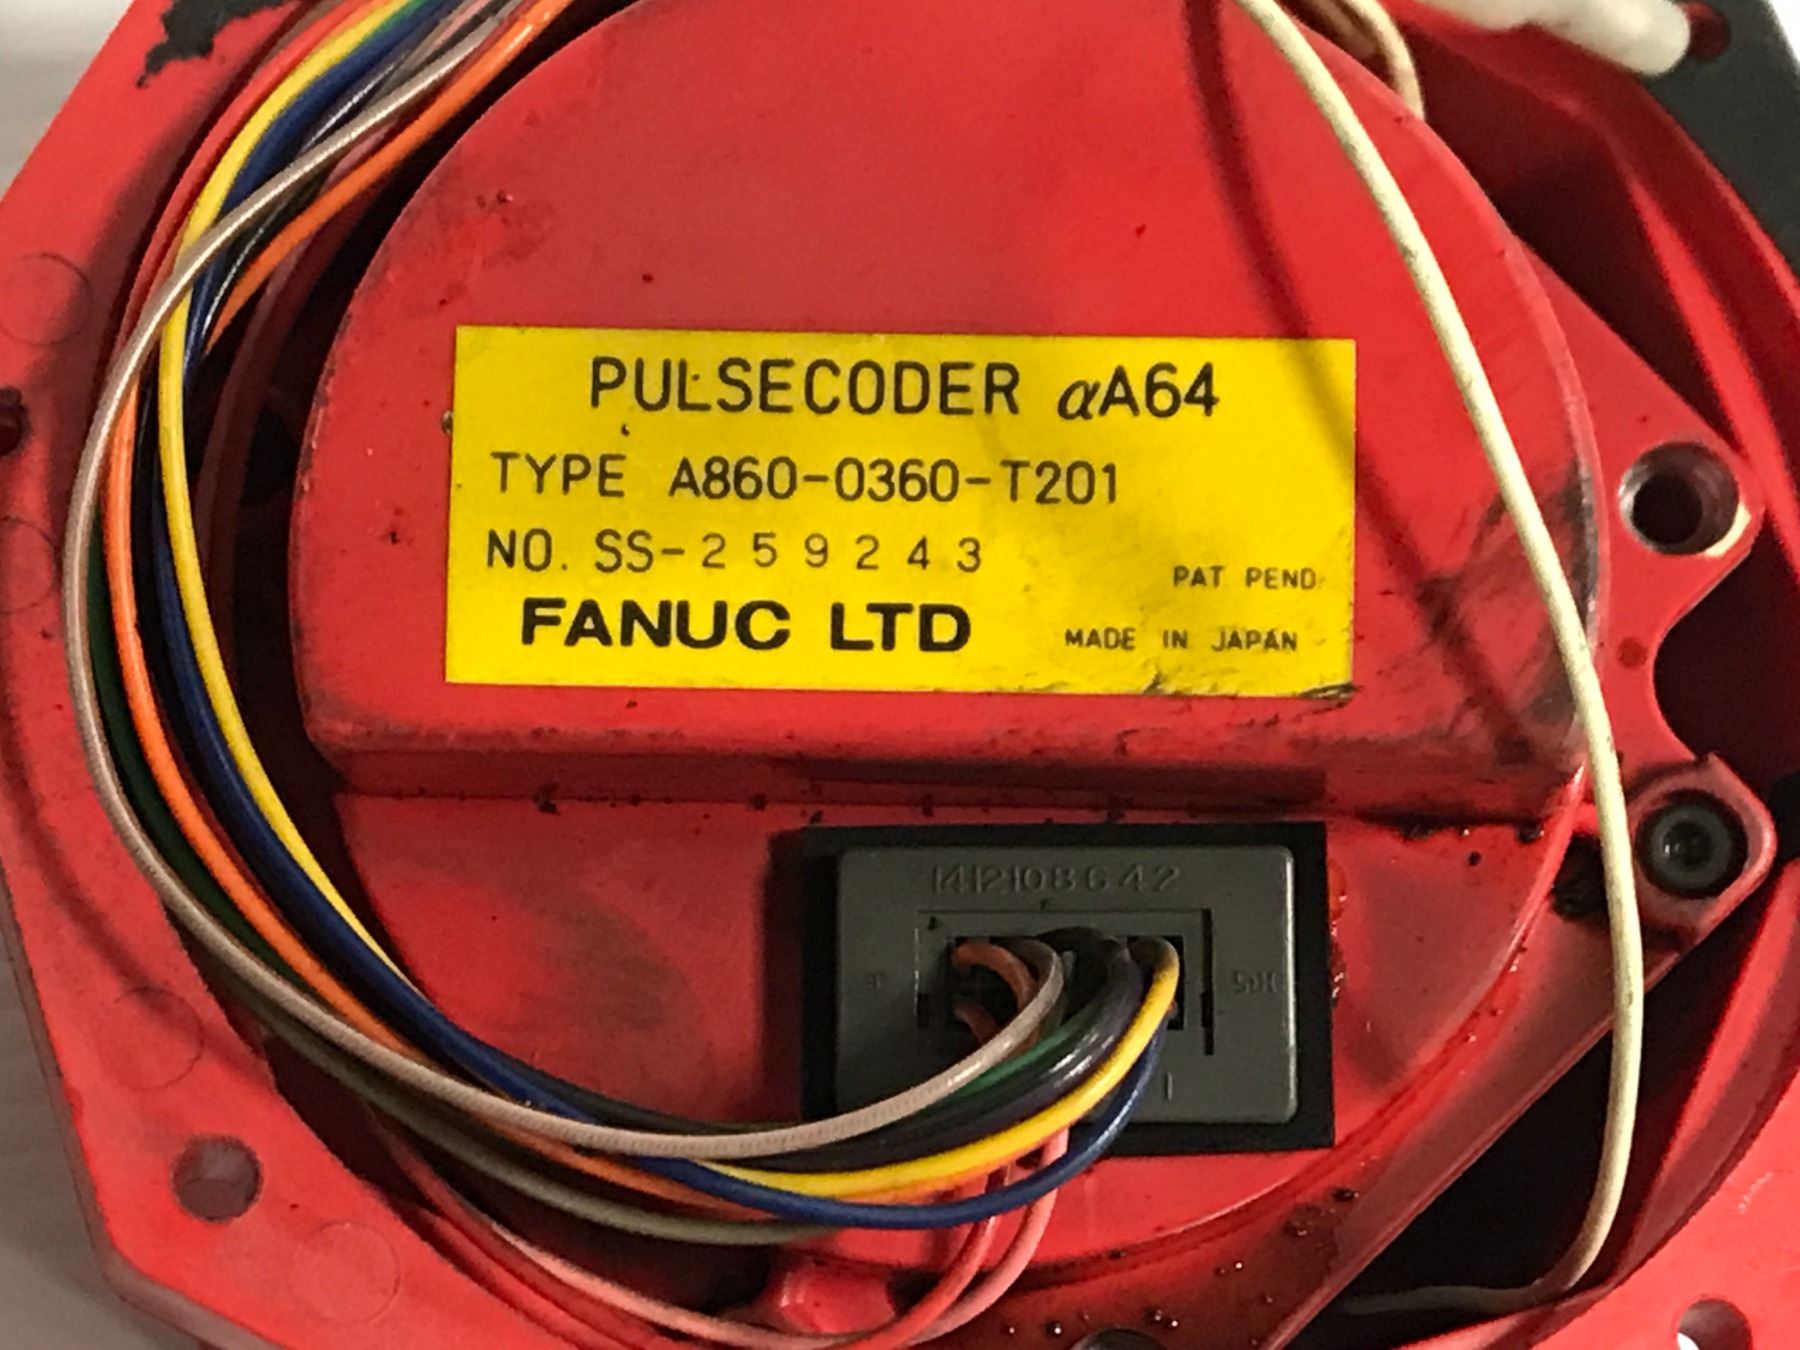 PULSECODER αA64
TYPE A860-0360-T201
NO. SS-259243
PAT PEND.
FANUC LTD
MADE IN JAPAN
14 12 10 8 6 4 2
1